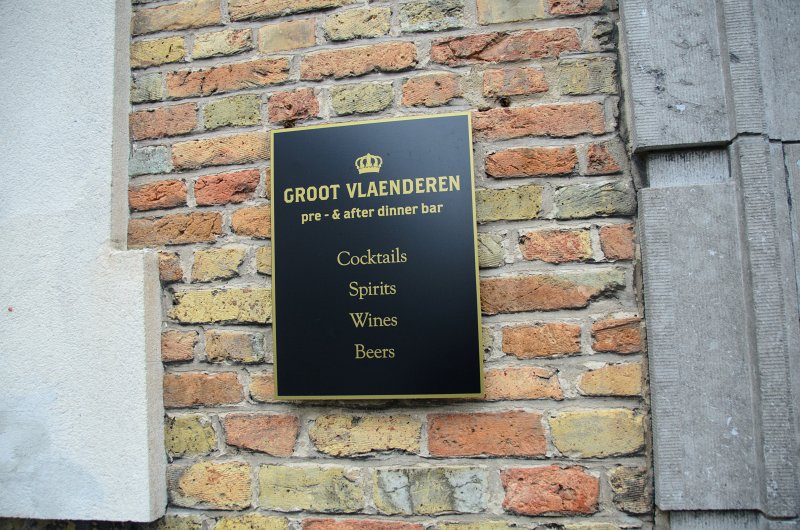 GROOT VLAENDEREN
pre - & after dinner bar
Cocktails
Spirits
Wines
Beers